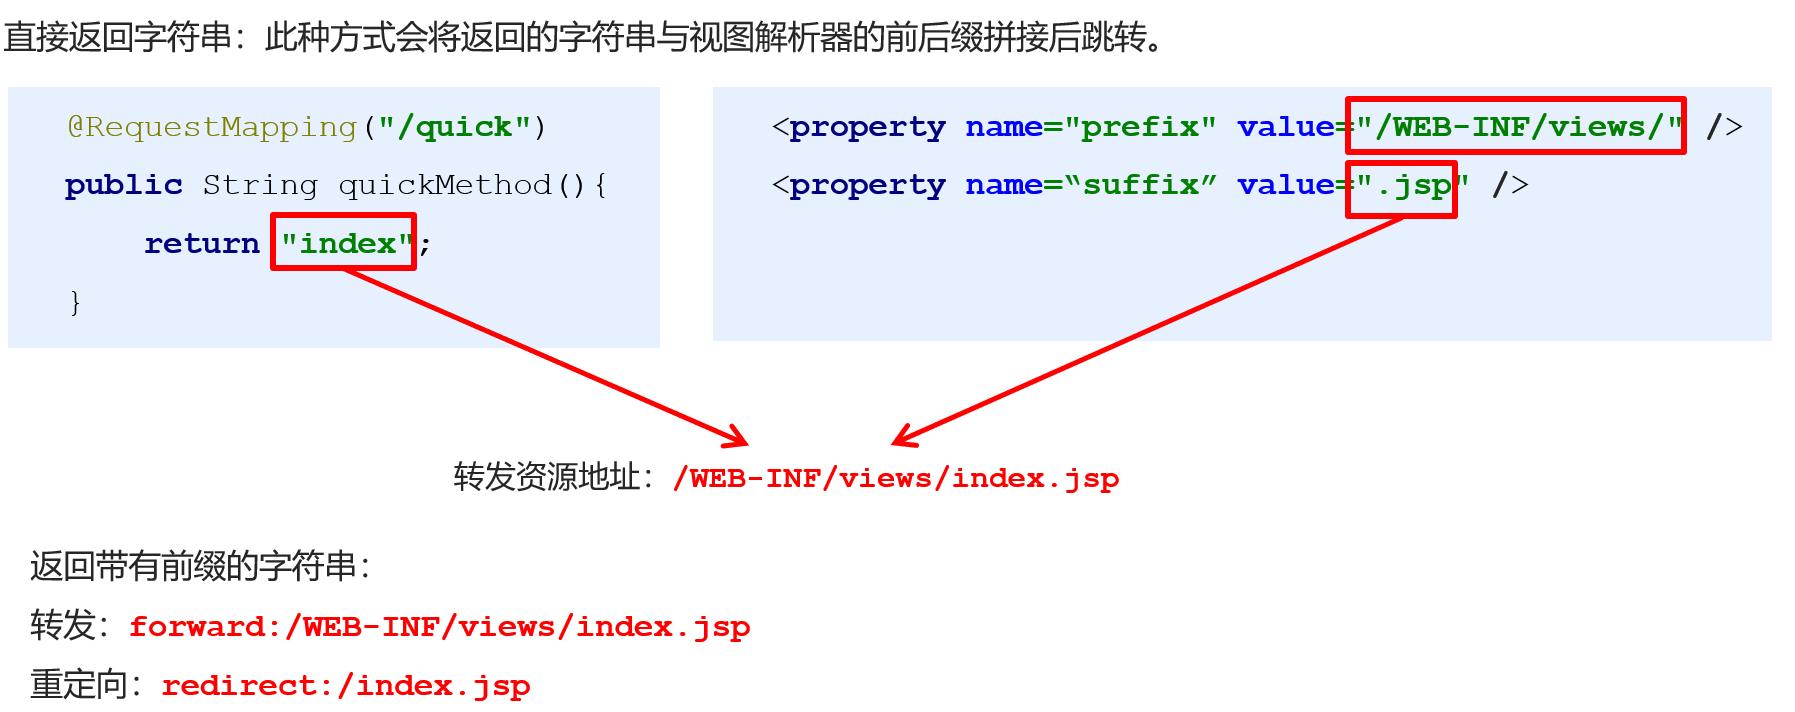 直接返回字符串：此种方式会将返回的字符串与视图解析器的前后缀拼接后跳转。
@RequestMapping("/quick")
public String quickMethod(){
return "index";
}
<property name="prefix" value="/WEB-INF/views/" />
<property name=“suffix” value=".jsp" />
转发资源地址：/WEB-INF/views/index.jsp
返回带有前缀的字符串：
转发：forward:/WEB-INF/views/index.jsp
重定向：redirect:/index.jsp